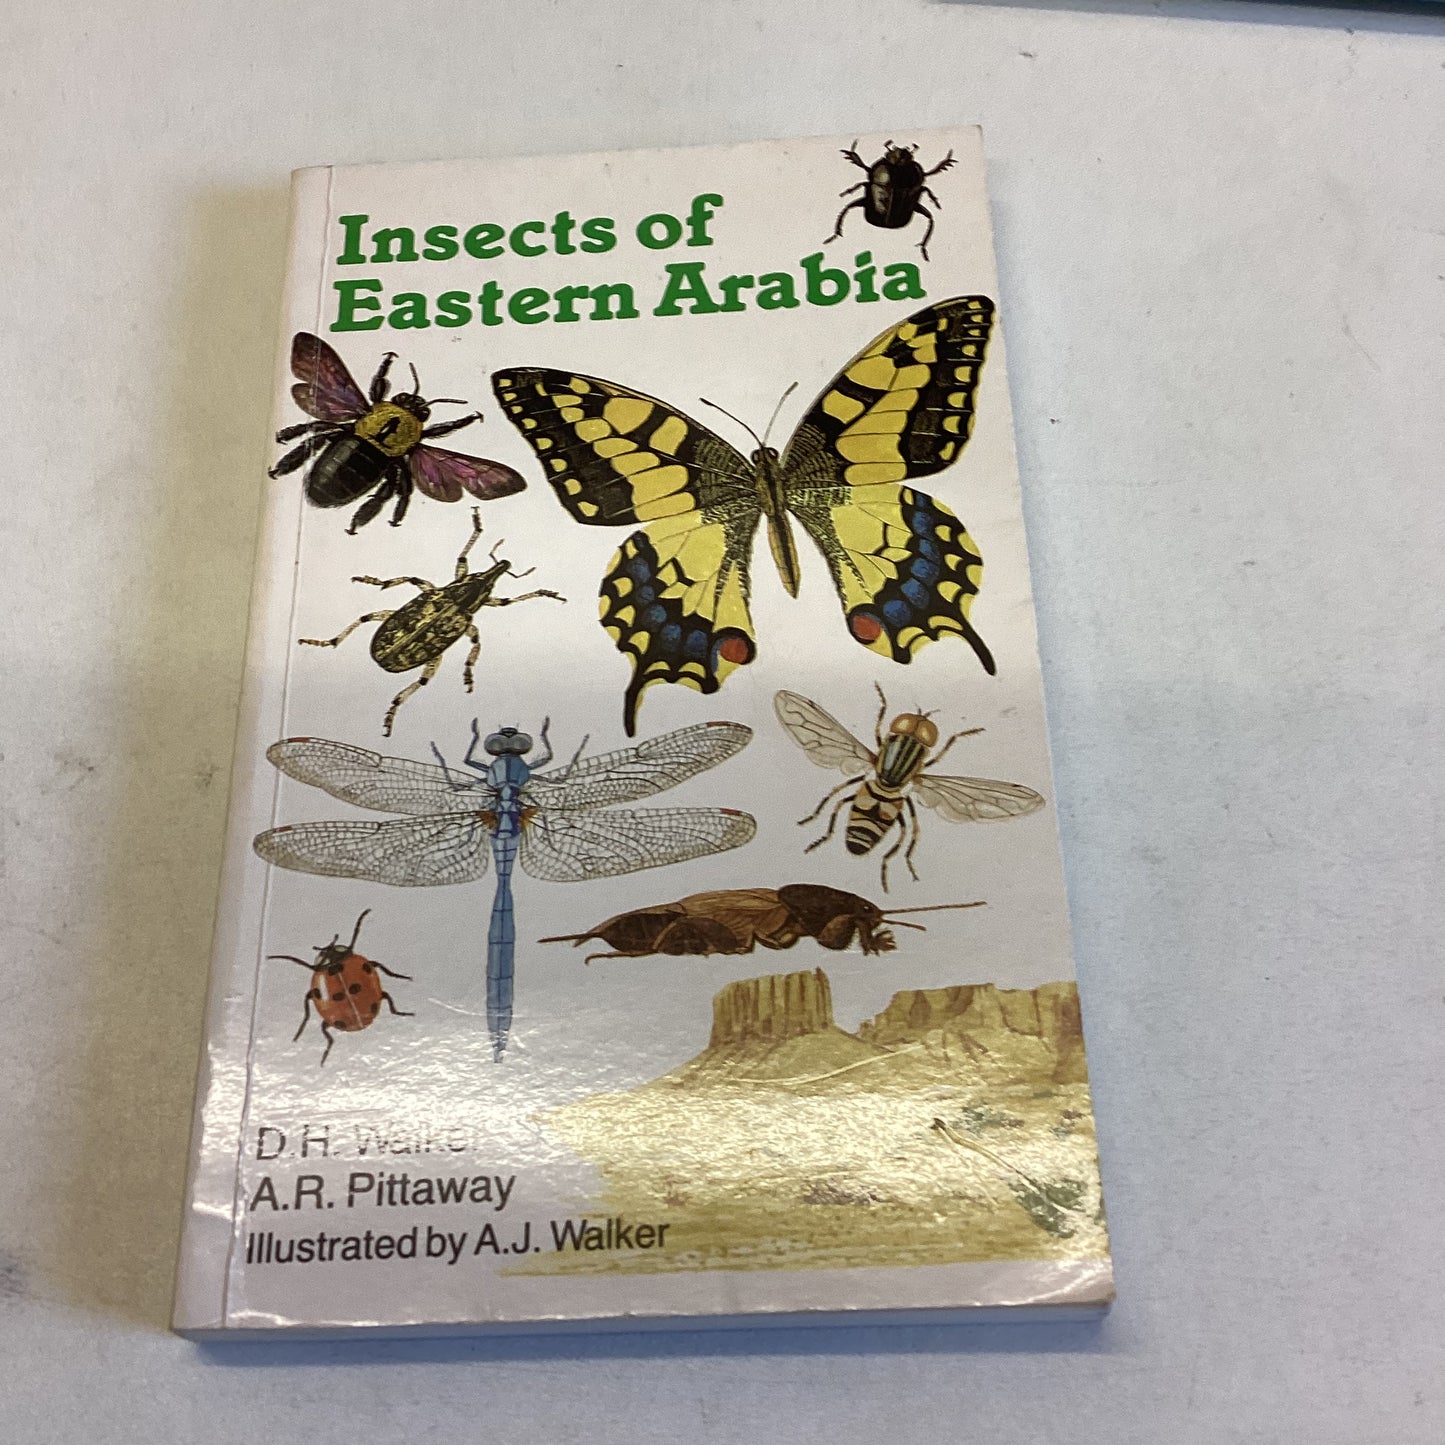 Insects of
Eastern Arabia
D.H. Walker
A.R. Pittaway
Illustrated by A.J. Walker